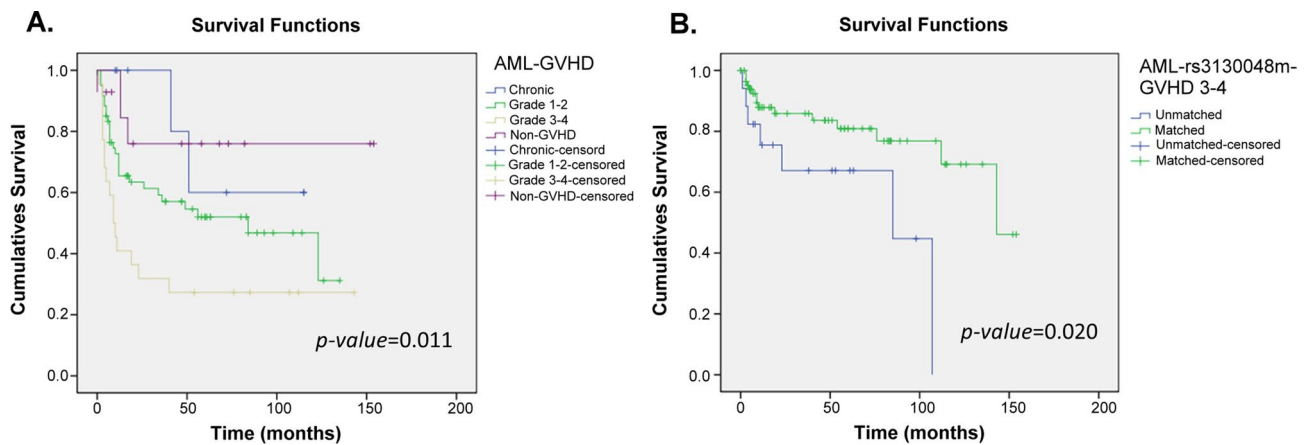 A.
Survival Functions
Cumulatives Survival
1.0
0.8
0.6
0.4
0.2
0.0
0
50
100
150
200
Time (months)
p-value=0.011
AML-GVHD
Chronic
Grade 1-2
Grade 3-4
Non-GVHD
Chronic-censord
Grade 1-2-censored
Grade 3-4-censored
Non-GVHD-censored
B.
Survival Functions
Cumulatives Survival
1.0
0.8
0.6
0.4
0.2
0.0
0
50
100
150
200
Time (months)
p-value=0.020
AML-rs3130048m-
GVHD 3-4
Unmatched
Matched
Unmatched-censored
Matched-censored